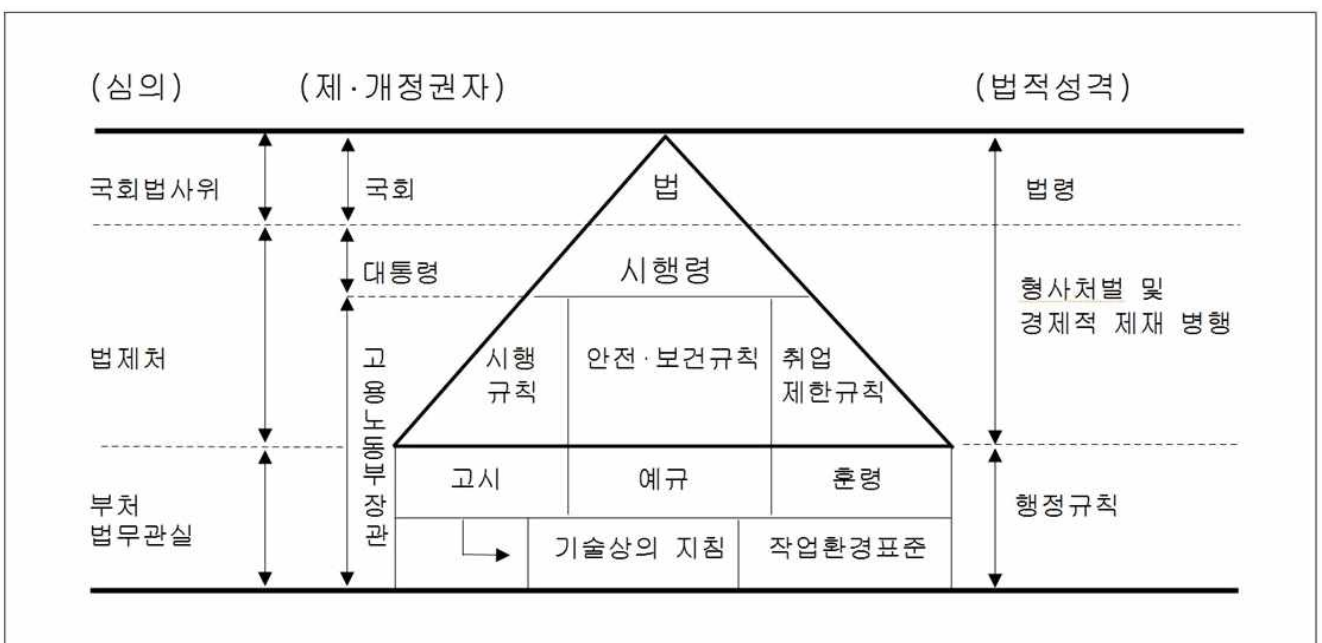 (심의)
(제·개정권자)
(법적성격)
국회법사위
국회
법
법령
대통령
시행령
형사처벌 및
경제적 제재 병행
법제처
고용노동부장관
시행
규칙
안전·보건규칙
취업
제한규칙
부처
법무관실
고시
예규
훈령
행정규칙
기술상의 지침
작업환경표준